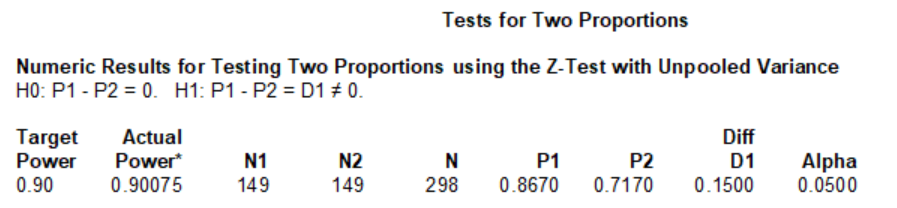 Tests for Two Proportions
Numeric Results for Testing Two Proportions using the Z-Test with Unpooled Variance
H0: P1 - P2 = 0.   H1: P1 - P2 = D1 ≠ 0.
Target Actual Diff
Power Power* N1 N2 N P1 P2 D1 Alpha
0.90 0.90075 149 149 298 0.8670 0.7170 0.1500 0.0500